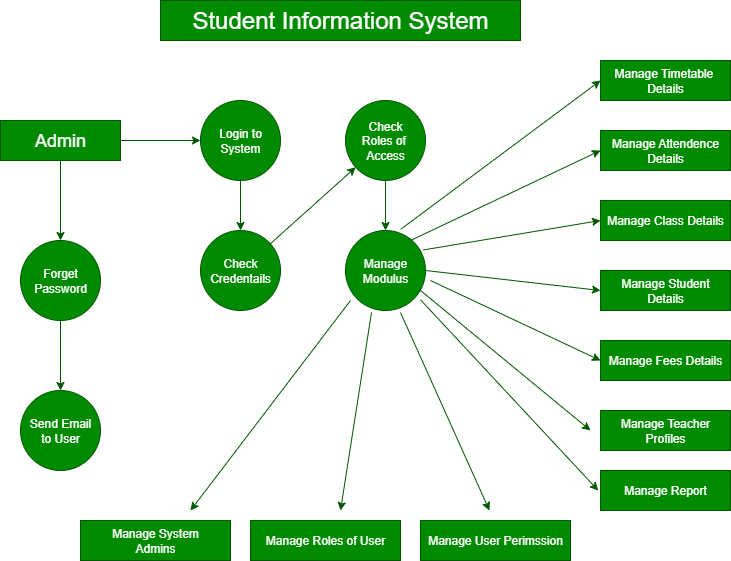 Student Information System
Manage Timetable
Details
Admin
Login to
System
Check
Roles of
Access
Manage Attendence
Details
Manage Class Details
Forget
Password
Check
Credentails
Manage
Modulus
Manage Student
Details
Manage Fees Details
Send Email
to User
Manage Teacher
Profiles
Manage Report
Manage System
Admins
Manage Roles of User
Manage User Perimssion